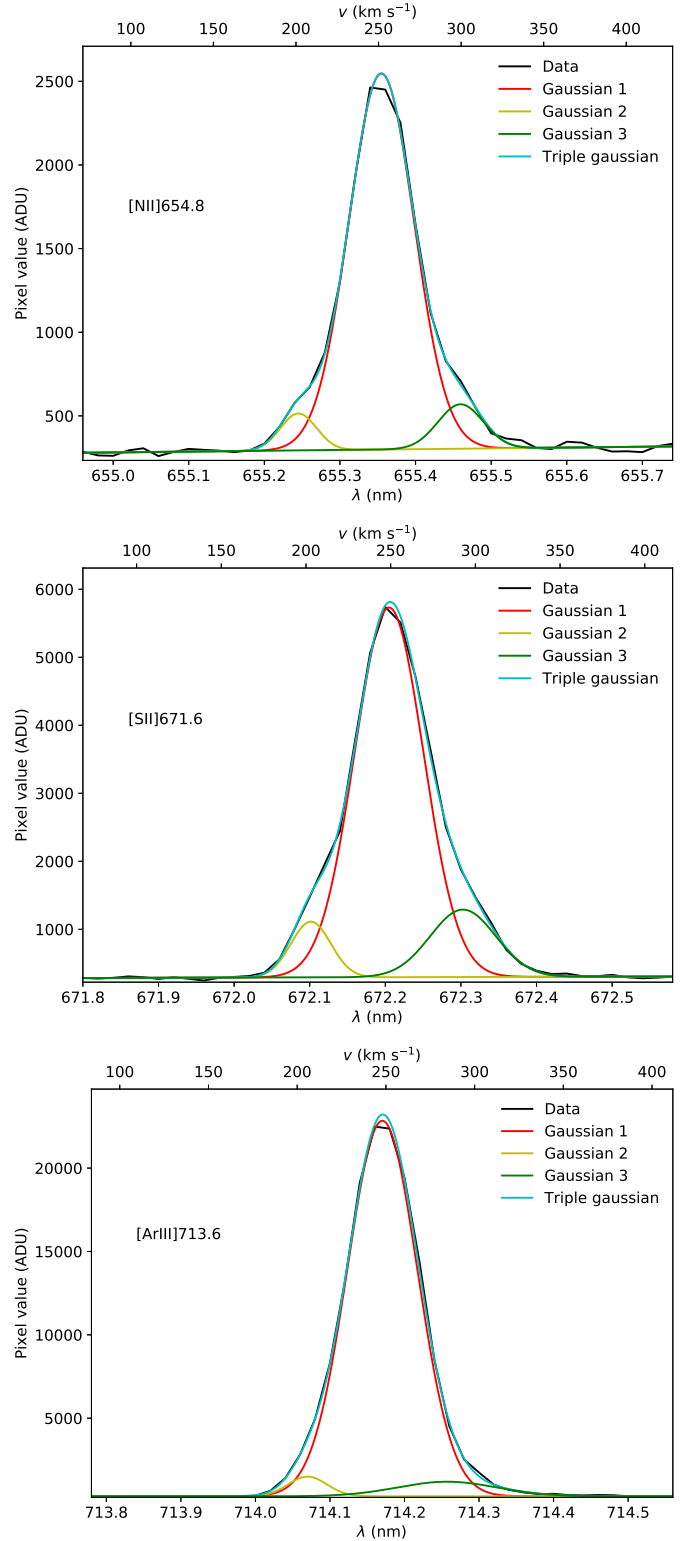 v (km s⁻¹)
100 150 200 250 300 350 400
Data
Gaussian 1
Gaussian 2
Gaussian 3
Triple gaussian
[NII]654.8
Pixel value (ADU)
2500
2000
1500
1000
500
655.0 655.1 655.2 655.3 655.4 655.5 655.6 655.7
λ (nm)
v (km s⁻¹)
100 150 200 250 300 350 400
Data
Gaussian 1
Gaussian 2
Gaussian 3
Triple gaussian
[SII]671.6
Pixel value (ADU)
6000
5000
4000
3000
2000
1000
671.8 671.9 672.0 672.1 672.2 672.3 672.4 672.5
λ (nm)
v (km s⁻¹)
100 150 200 250 300 350 400
Data
Gaussian 1
Gaussian 2
Gaussian 3
Triple gaussian
[ArIII]713.6
Pixel value (ADU)
20000
15000
10000
5000
713.8 713.9 714.0 714.1 714.2 714.3 714.4 714.5
λ (nm)